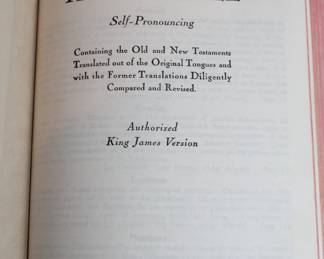 Self-Pronouncing
Containing the Old and New Testaments
Translated out of the Original Tongues and
with the Former Translations Diligently
Compared and Revised.
Authorized
King James Version